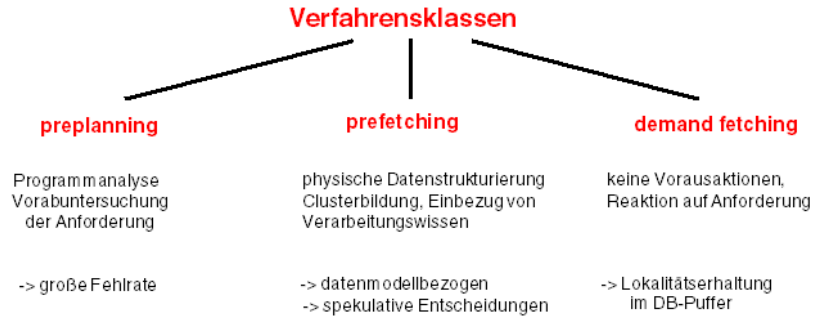 Verfahrensklassen
preplanning
Programmanalyse
Vorabuntersuchung
der Anforderung
-> große Fehlrate
prefetching
physische Datenstrukturierung
Clusterbildung, Einbezug von
Verarbeitungswissen
-> datenmodellbezogen
-> spekulative Entscheidungen
demand fetching
keine Vorausaktionen,
Reaktion auf Anforderung
-> Lokalitätserhaltung
im DB-Puffer